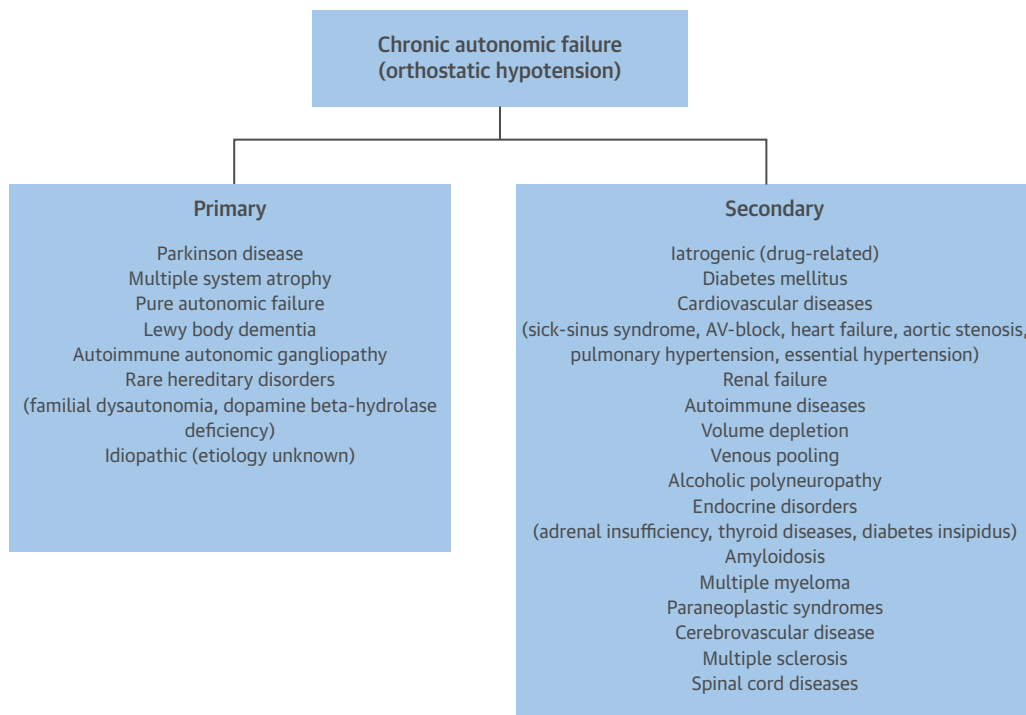 Chronic autonomic failure
(orthostatic hypotension)
Primary
Parkinson disease
Multiple system atrophy
Pure autonomic failure
Lewy body dementia
Autoimmune autonomic gangliopathy
Rare hereditary disorders
(familial dysautonomia, dopamine beta-hydrolase
deficiency)
Idiopathic (etiology unknown)
Secondary
Iatrogenic (drug-related)
Diabetes mellitus
Cardiovascular diseases
(sick-sinus syndrome, AV-block, heart failure, aortic stenosis,
pulmonary hypertension, essential hypertension)
Renal failure
Autoimmune diseases
Volume depletion
Venous pooling
Alcoholic polyneuropathy
Endocrine disorders
(adrenal insufficiency, thyroid diseases, diabetes insipidus)
Amyloidosis
Multiple myeloma
Paraneoplastic syndromes
Cerebrovascular disease
Multiple sclerosis
Spinal cord diseases